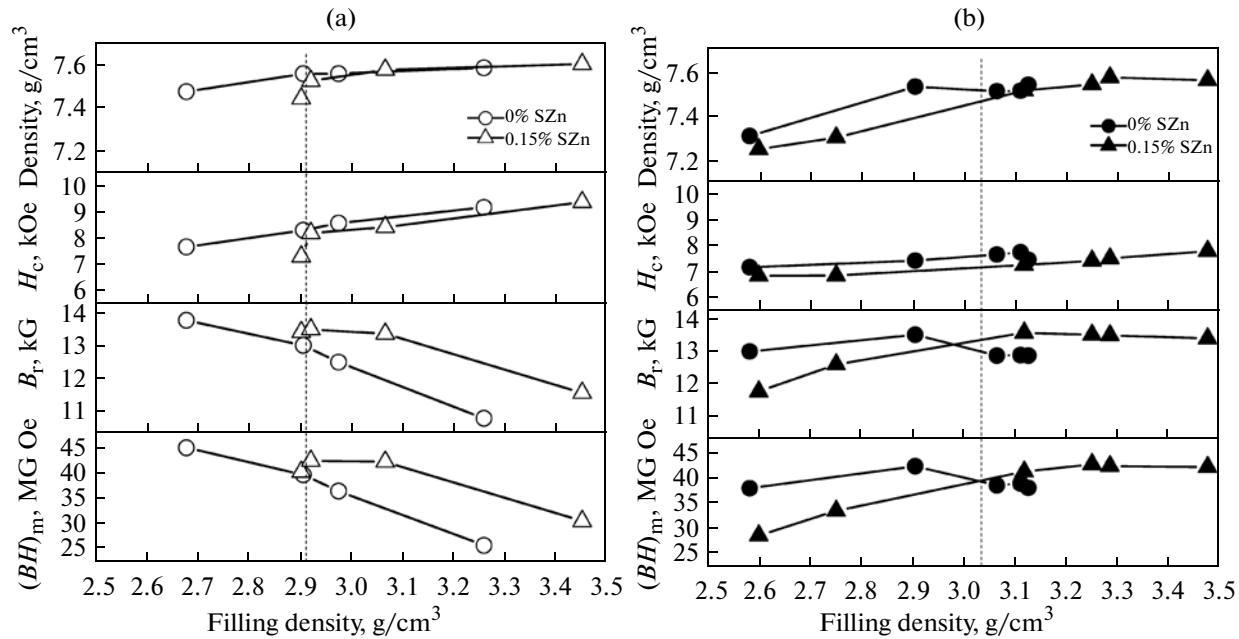 (a)
Density, g/cm³
7.6
7.4
7.2
0% SZn
0.15% SZn
H_c, kOe
10
9
8
7
6
B_r, kG
14
13
12
11
(BH)_m, MG Oe
45
40
35
30
25
2.5 2.6 2.7 2.8 2.9 3.0 3.1 3.2 3.3 3.4 3.5
Filling density, g/cm³
(b)
Density, g/cm³
7.6
7.4
7.2
0% SZn
0.15% SZn
H_c, kOe
10
9
8
7
6
B_r, kG
14
13
12
11
(BH)_m, MG Oe
45
40
35
30
25
2.5 2.6 2.7 2.8 2.9 3.0 3.1 3.2 3.3 3.4 3.5
Filling density, g/cm³